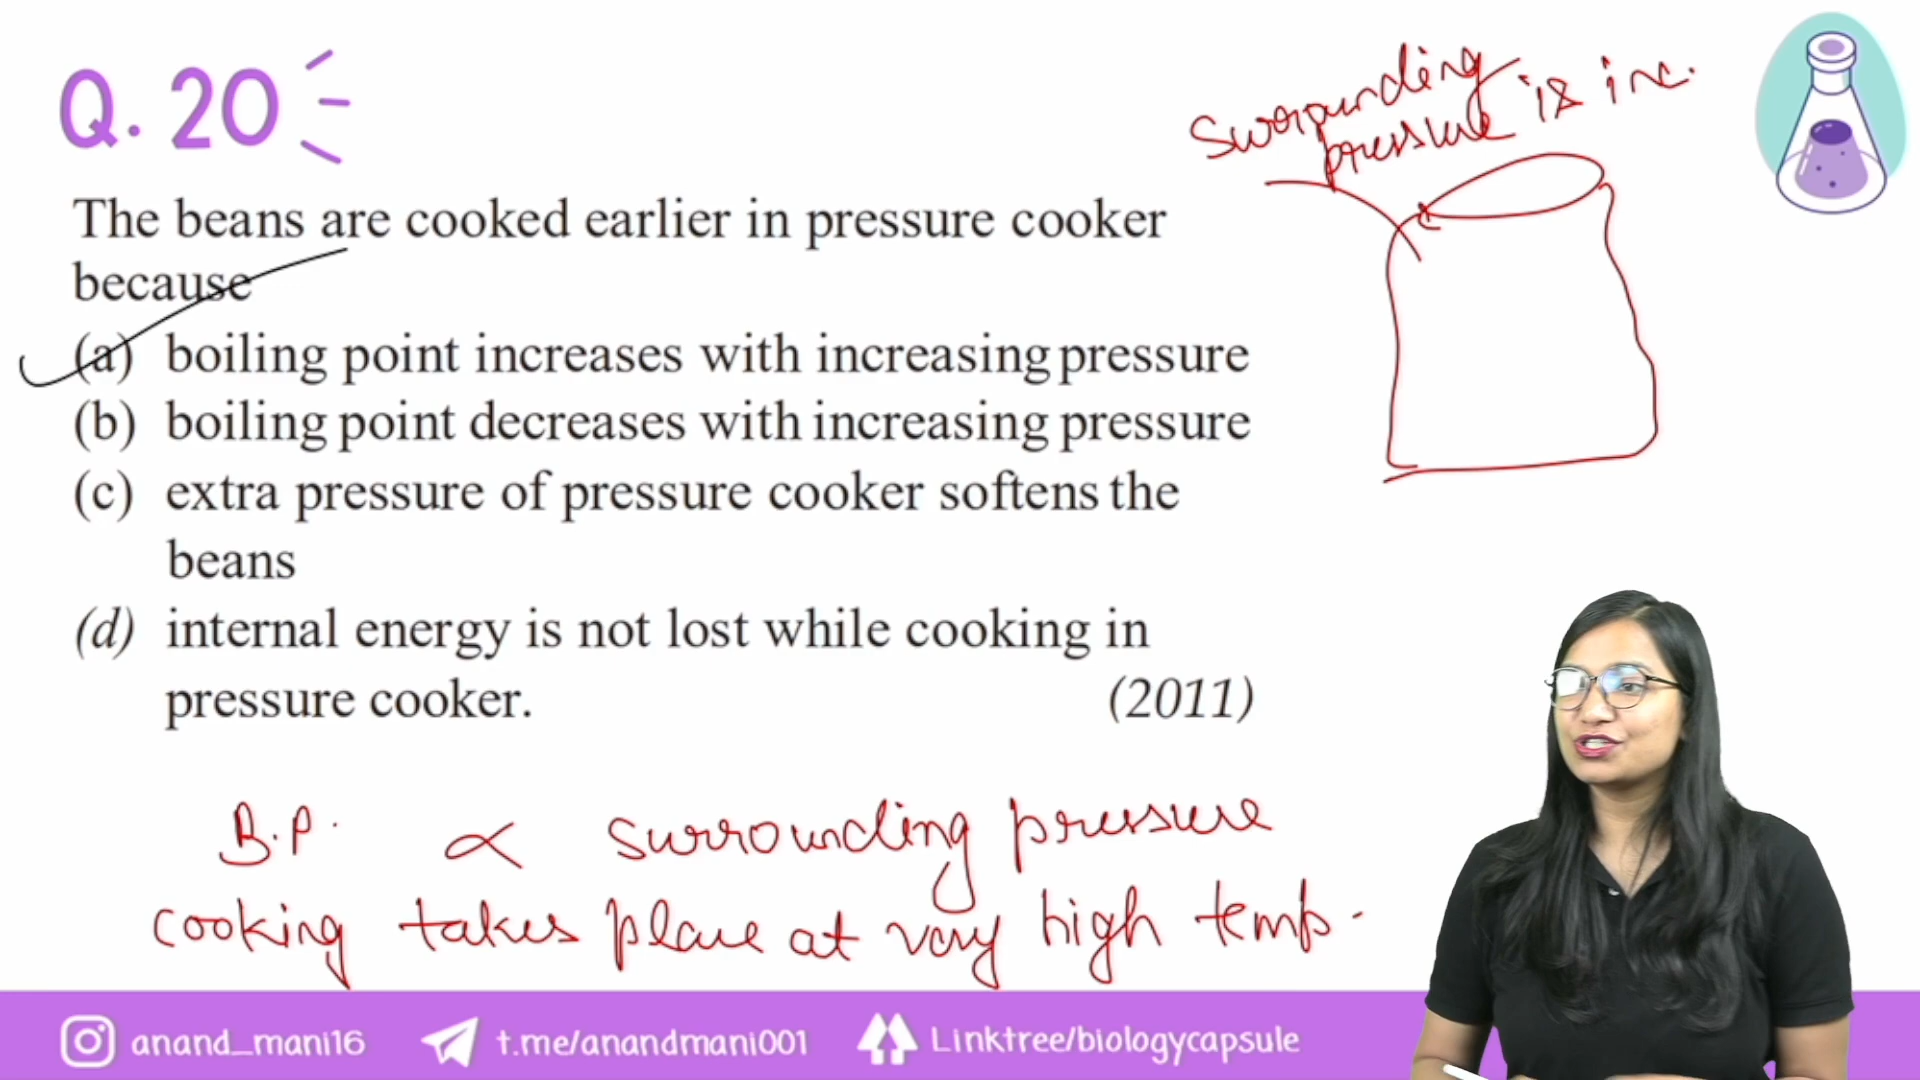 Q. 20
Surrounding
pressure is inc.
The beans are cooked earlier in pressure cooker
because
(a) boiling point increases with increasing pressure
(b) boiling point decreases with increasing pressure
(c) extra pressure of pressure cooker softens the
beans
(d) internal energy is not lost while cooking in
pressure cooker. (2011)
B.P. ∝ surrounding pressure
cooking takes place at very high temp.
anand_mani16 t.me/anandmani001 Linktree/biologycapsule